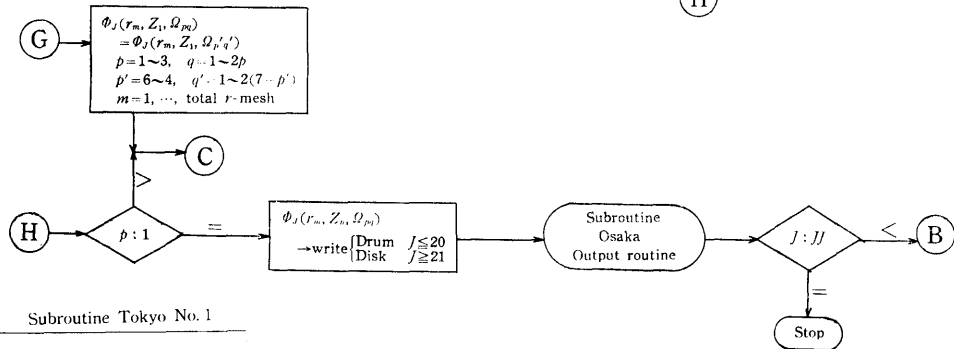 H
G
Φ_J(r_m, Z_1, Ω_pq)
=Φ_J(r_m, Z_1, Ω_p'q')
p=1~3, q=1~2p
p'=6~4, q'=1~2(7-p')
m=1, ···, total r-mesh
C
>
H
p : 1
=
Φ_J(r_m, Z_n, Ω_pq)
→write{Drum J≦20
Disk J≧21
Subroutine
Osaka
Output routine
J : JJ
<
B
=
Stop
Subroutine Tokyo No. 1